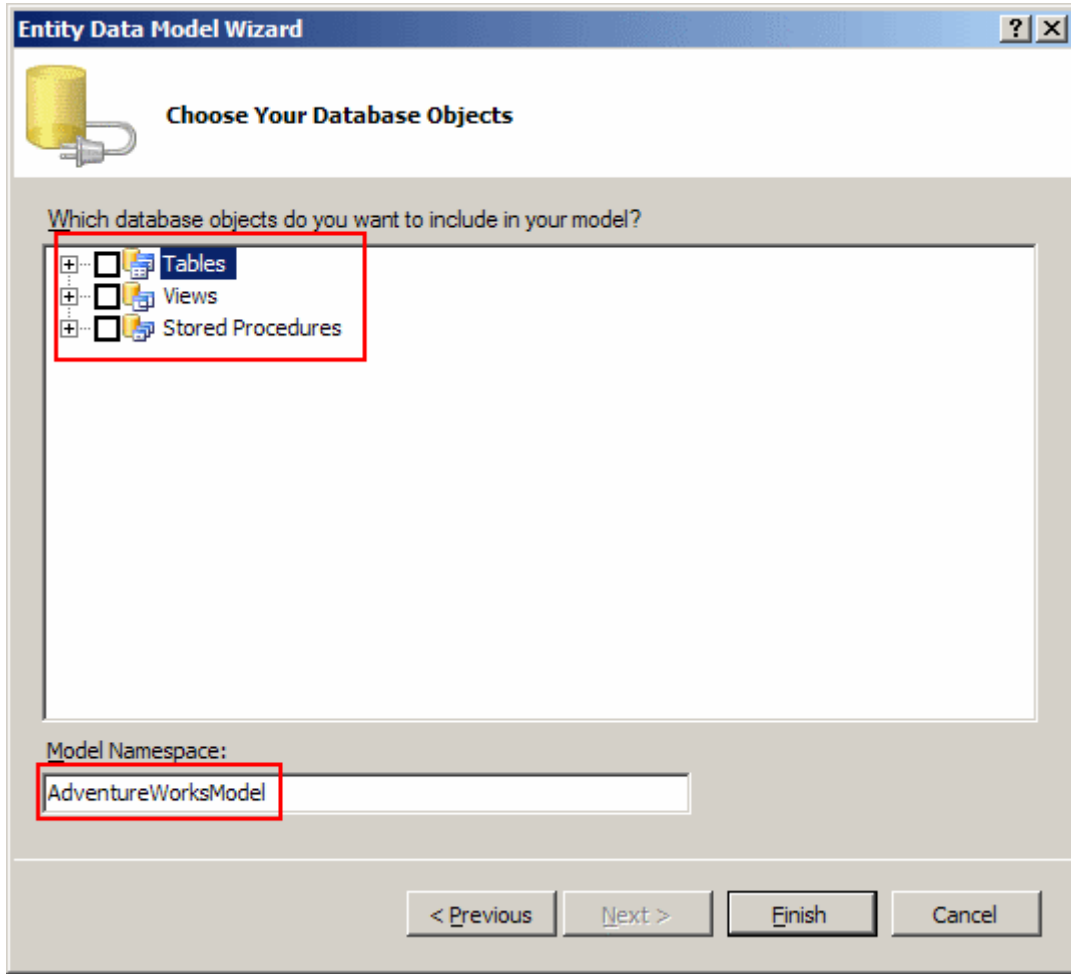 Entity Data Model Wizard
Choose Your Database Objects
Which database objects do you want to include in your model?
Tables
Views
Stored Procedures
Model Namespace:
AdventureWorksModel
< Previous Next > Finish Cancel